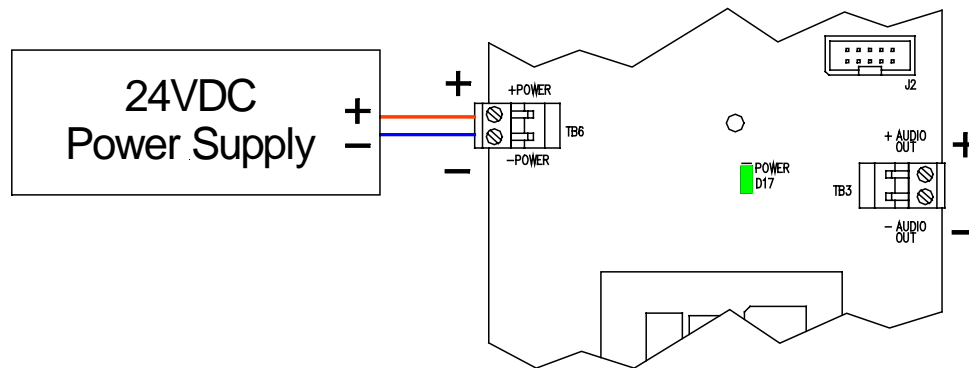 24VDC
Power Supply
+
−
+
+POWER
TB6
−POWER
−
J2
POWER
D17
+ AUDIO
OUT
+
TB3
− AUDIO
OUT
−